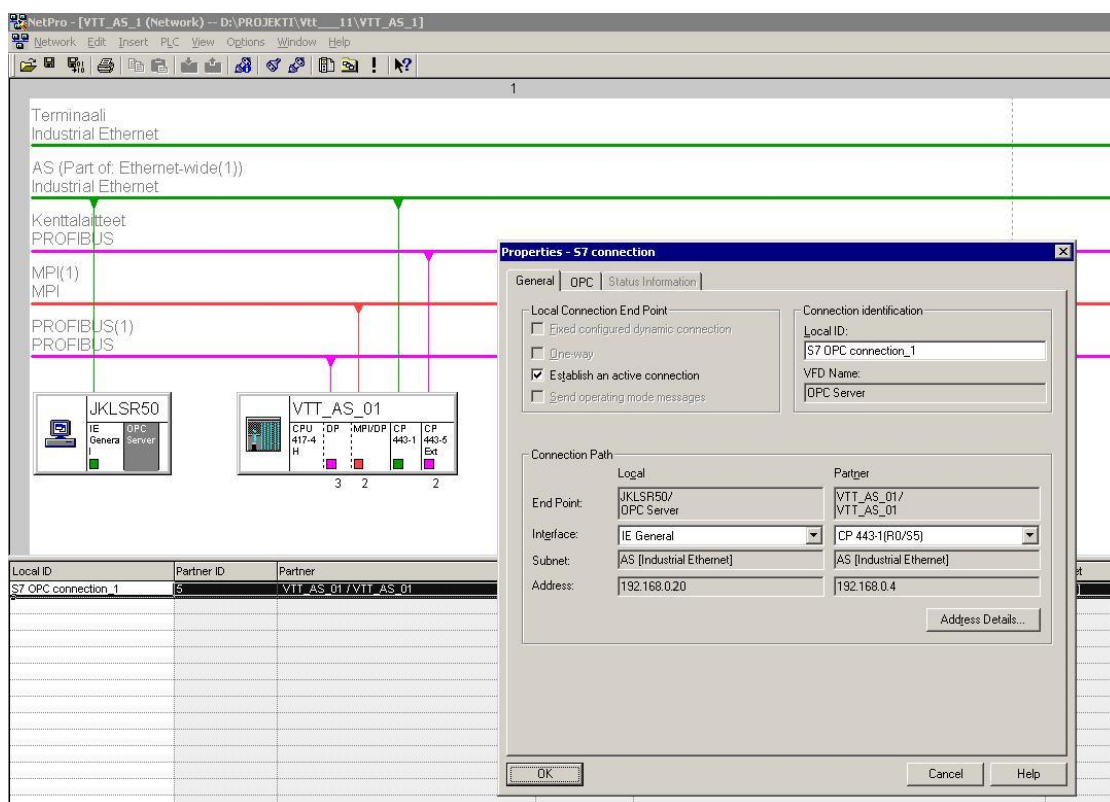 NetPro - [VTT_AS_1 (Network) -- D:\PROJEKTI\Vtt___11\VTT_AS_1]
Network Edit Insert PLC View Options Window Help
1
Terminaali
Industrial Ethernet
AS (Part of: Ethernet-wide(1))
Industrial Ethernet
Kenttalaitteet
PROFIBUS
MPI(1)
MPI
PROFIBUS(1)
PROFIBUS
JKLSR50
IE
Genera
l
OPC
Server
VTT_AS_01
CPU
417-4
H
DP
MPI/DP
CP
443-1
CP
443-5
Ext
3 2 2
Local ID Partner ID Partner
S7 OPC connection_1 5 VTT_AS_01 / VTT_AS_01
Properties - S7 connection
General OPC Status Information
Local Connection End Point
Fixed configured dynamic connection
One-way
Establish an active connection
Send operating mode messages
Connection identification
Local ID:
S7 OPC connection_1
VFD Name:
OPC Server
Connection Path
Local Partner
End Point:
JKLSR50/
OPC Server
VTT_AS_01/
VTT_AS_01
Interface: IE General CP 443-1(R0/S5)
Subnet: AS [Industrial Ethernet] AS [Industrial Ethernet]
Address: 192.168.0.20 192.168.0.4
Address Details...
OK Cancel Help